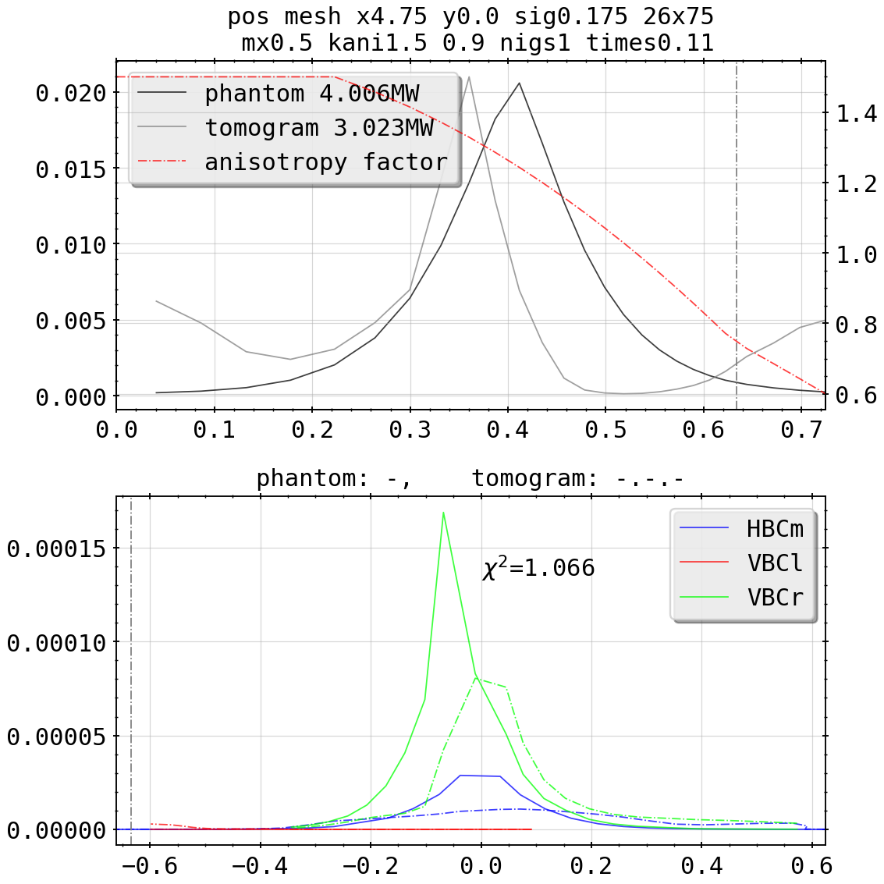 pos mesh x4.75 y0.0 sig0.175 26x75
mx0.5 kani1.5 0.9 nigs1 times0.11
phantom 4.006MW
tomogram 3.023MW
anisotropy factor
0.020
0.015
0.010
0.005
0.000
1.4
1.2
1.0
0.8
0.6
0.0 0.1 0.2 0.3 0.4 0.5 0.6 0.7
phantom: -, tomogram: -.-.-
HBCm
VBCl
VBCr
χ²=1.066
0.00015
0.00010
0.00005
0.00000
−0.6 −0.4 −0.2 0.0 0.2 0.4 0.6